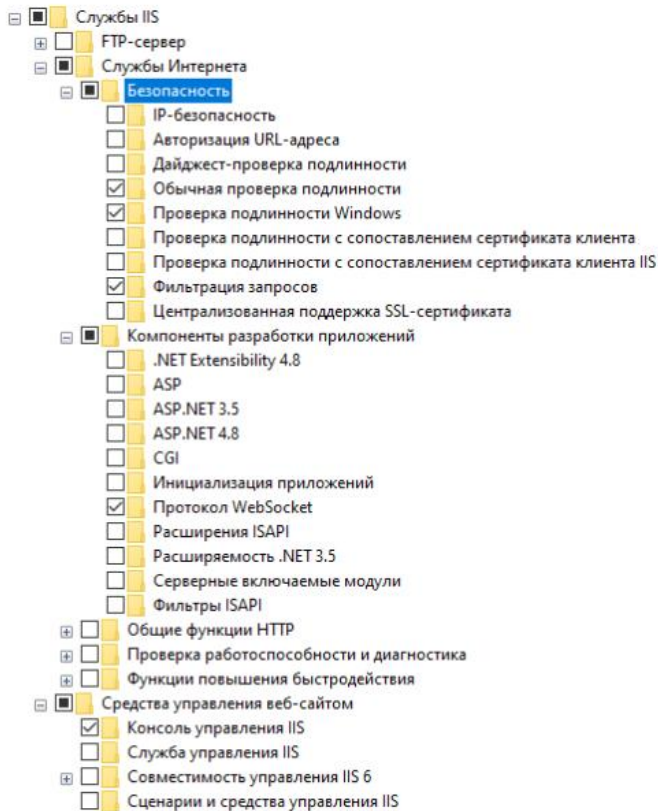 Службы IIS
FTP-сервер
Службы Интернета
Безопасность
IP-безопасность
Авторизация URL-адреса
Дайджест-проверка подлинности
Обычная проверка подлинности
Проверка подлинности Windows
Проверка подлинности с сопоставлением сертификата клиента
Проверка подлинности с сопоставлением сертификата клиента IIS
Фильтрация запросов
Централизованная поддержка SSL-сертификата
Компоненты разработки приложений
.NET Extensibility 4.8
ASP
ASP.NET 3.5
ASP.NET 4.8
CGI
Инициализация приложений
Протокол WebSocket
Расширения ISAPI
Расширяемость .NET 3.5
Серверные включаемые модули
Фильтры ISAPI
Общие функции HTTP
Проверка работоспособности и диагностика
Функции повышения быстродействия
Средства управления веб-сайтом
Консоль управления IIS
Служба управления IIS
Совместимость управления IIS 6
Сценарии и средства управления IIS